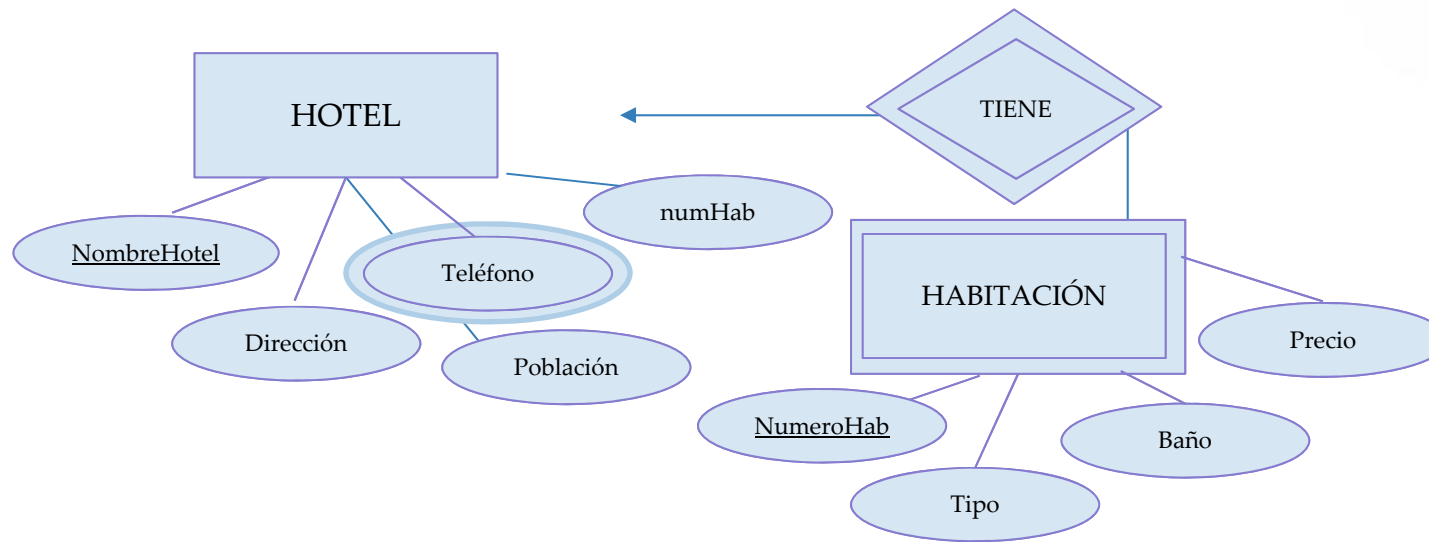 HOTEL
TIENE
NombreHotel
Dirección
Teléfono
Población
numHab
HABITACIÓN
NumeroHab
Tipo
Baño
Precio